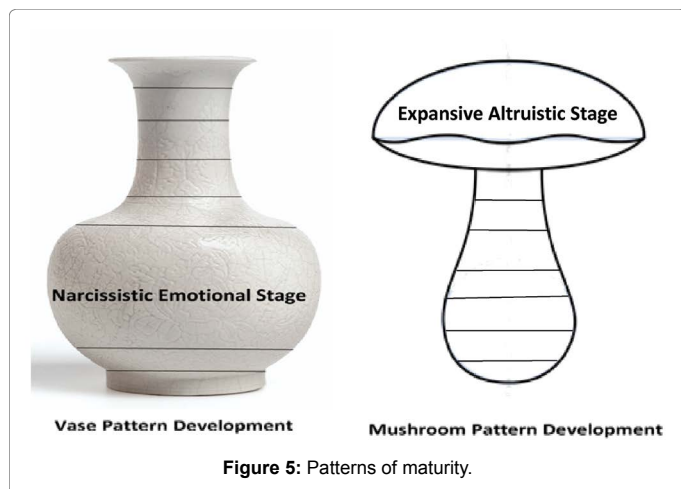 Narcissistic Emotional Stage
Vase Pattern Development
Expansive Altruistic Stage
Mushroom Pattern Development
Figure 5: Patterns of maturity.